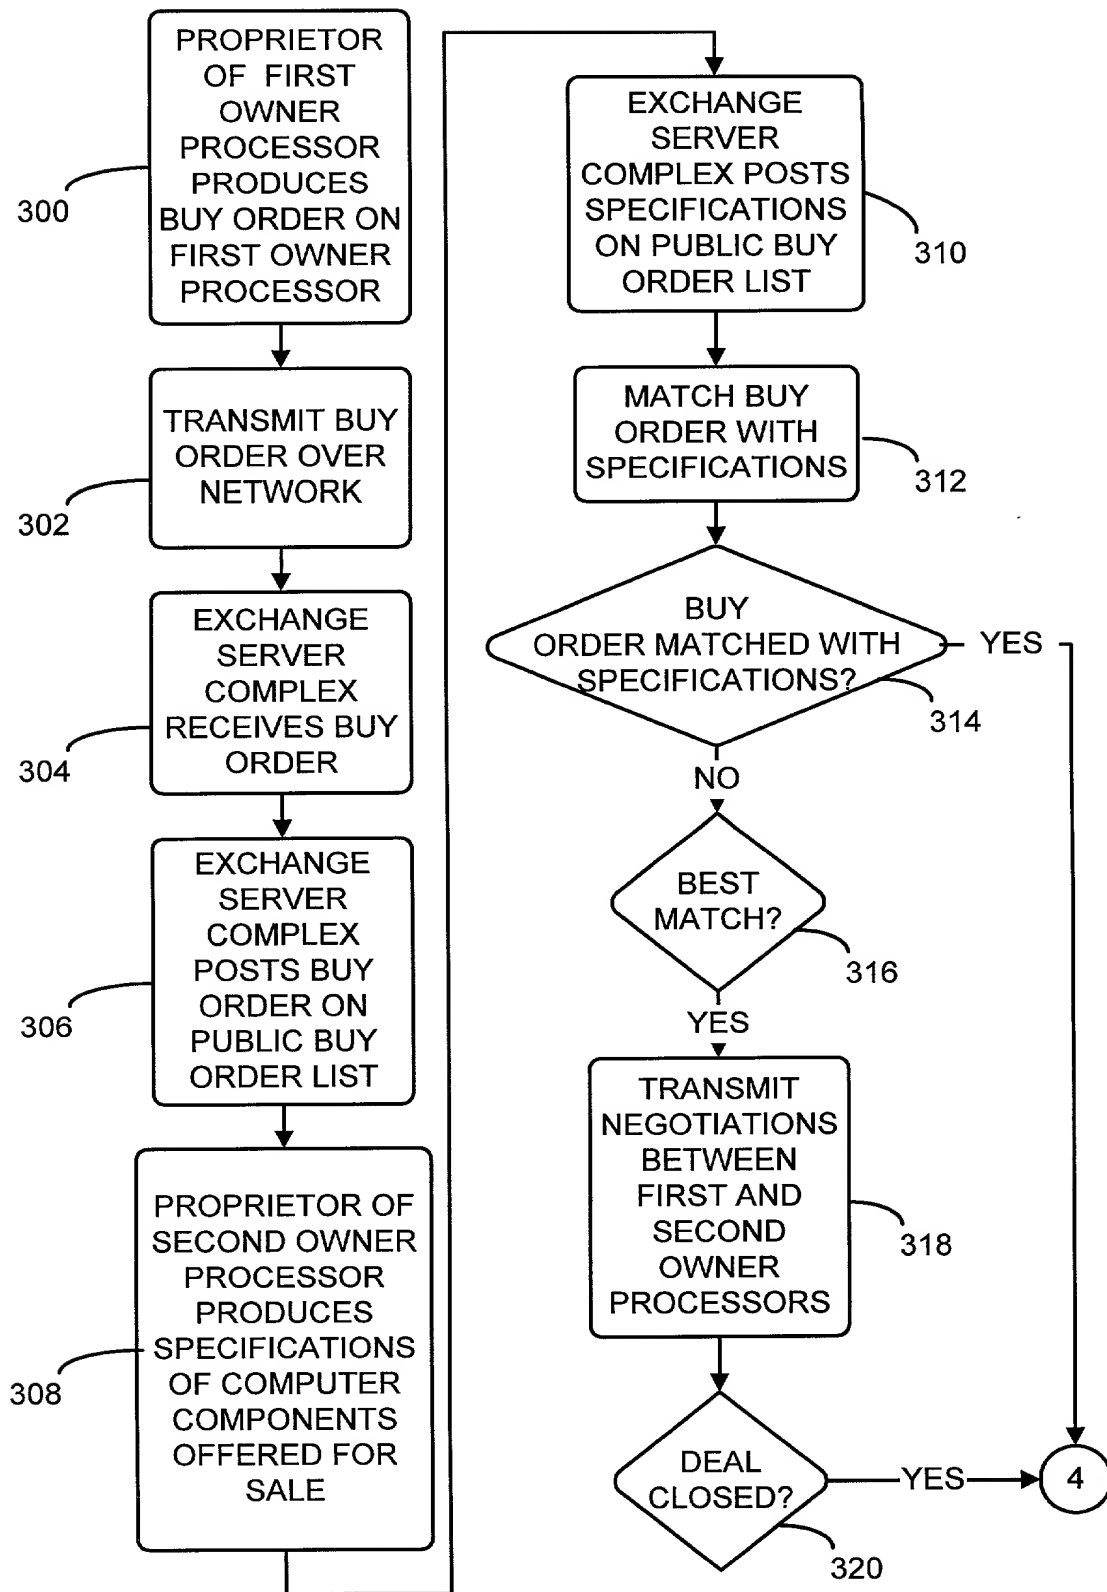 PROPRIETOR
OF FIRST
OWNER
PROCESSOR
PRODUCES
BUY ORDER ON
FIRST OWNER
PROCESSOR
300
TRANSMIT BUY
ORDER OVER
NETWORK
302
EXCHANGE
SERVER
COMPLEX
RECEIVES BUY
ORDER
304
EXCHANGE
SERVER
COMPLEX
POSTS BUY
ORDER ON
PUBLIC BUY
ORDER LIST
306
PROPRIETOR OF
SECOND OWNER
PROCESSOR
PRODUCES
SPECIFICATIONS
OF COMPUTER
COMPONENTS
OFFERED FOR
SALE
308
EXCHANGE
SERVER
COMPLEX POSTS
SPECIFICATIONS
ON PUBLIC BUY
ORDER LIST
310
MATCH BUY
ORDER WITH
SPECIFICATIONS
312
BUY
ORDER MATCHED WITH
SPECIFICATIONS?
YES
314
NO
BEST
MATCH?
316
YES
TRANSMIT
NEGOTIATIONS
BETWEEN
FIRST AND
SECOND
OWNER
PROCESSORS
318
DEAL
CLOSED?
YES
4
320